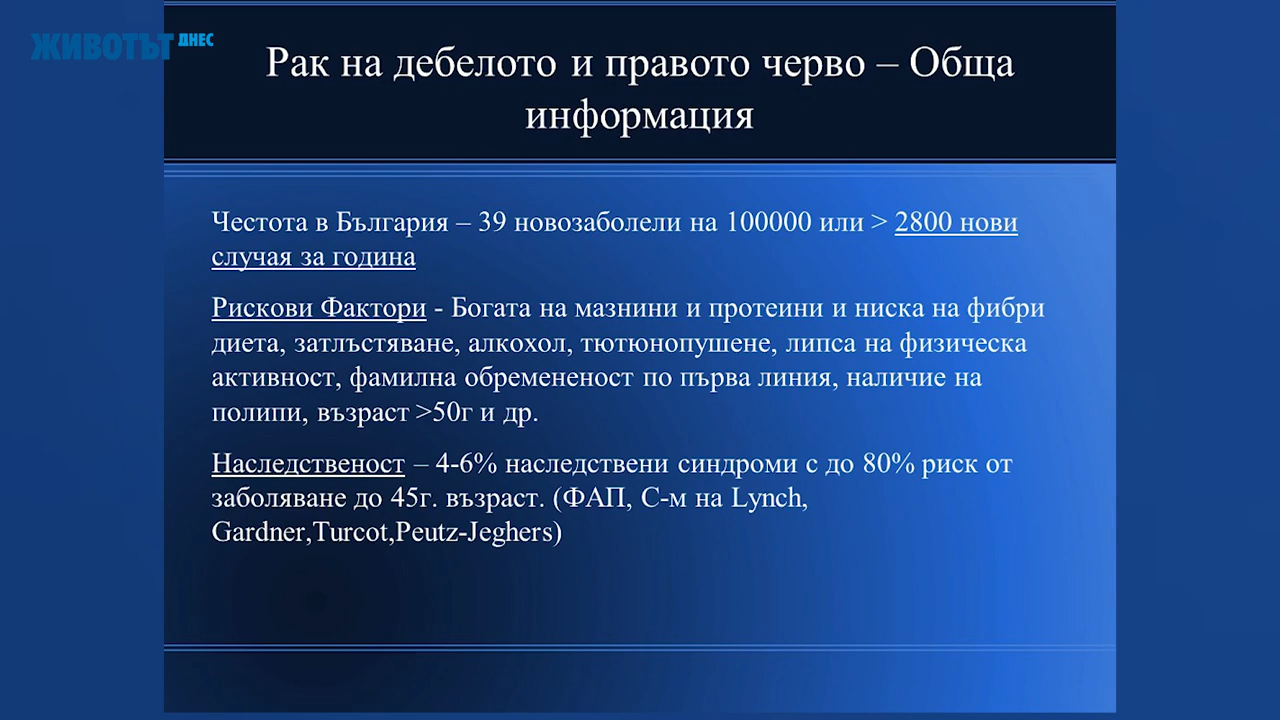 ЖИВОТЪТ ДНЕС
Рак на дебелото и правото черво – Обща
информация
Честота в България – 39 новозаболели на 100000 или > 2800 нови
случая за година
Рискови Фактори - Богата на мазнини и протеини и ниска на фибри
диета, затлъстяване, алкохол, тютюнопушене, липса на физическа
активност, фамилна обремененост по първа линия, наличие на
полипи, възраст >50г и др.
Наследственост – 4-6% наследствени синдроми с до 80% риск от
заболяване до 45г. възраст. (ФАП, С-м на Lynch,
Gardner,Turcot,Peutz-Jeghers)